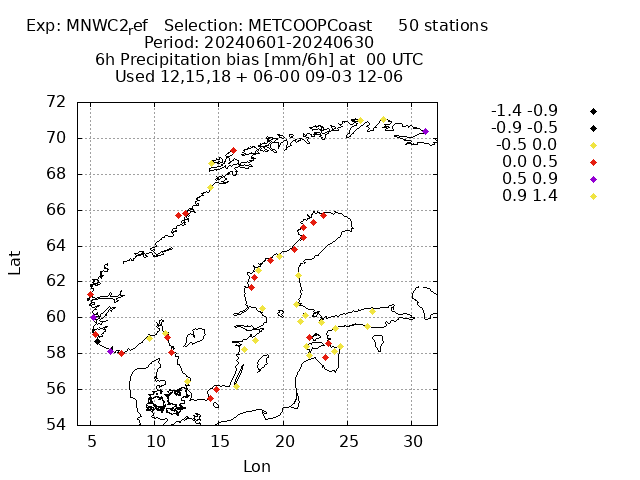 Exp: MNWC2ref   Selection: METCOOPCoast     50 stations
Period: 20240601-20240630
6h Precipitation bias [mm/6h] at  00 UTC
Used 12,15,18 + 06-00 09-03 12-06
-1.4 -0.9
-0.9 -0.5
-0.5 0.0
0.0 0.5
0.5 0.9
0.9 1.4
72
70
68
66
64
62
60
58
56
54
Lat
5 10 15 20 25 30
Lon